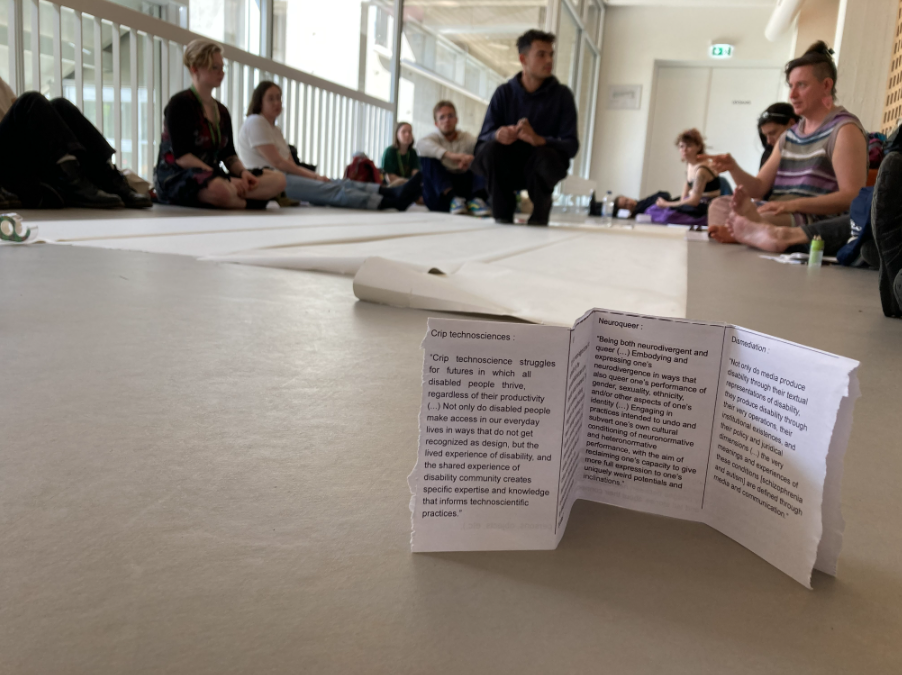 Crip technosciences :
"Crip technoscience struggles
for futures in which all
disabled people thrive,
regardless of their productivity
(...) Not only do disabled people
make access in our everyday
lives in ways that do not get
recognized as design, but the
lived experience of disability, and
the shared experience of
disability community creates
specific expertise and knowledge
that informs technoscientific
practices."
Neuroqueer :
"Being both neurodivergent and
queer (...) Embodying and
expressing one's
neurodivergence in ways that
also queer one's performance of
gender, sexuality, ethnicity,
and/or other aspects of one's
identity (...) Engaging in
practices intended to undo and
subvert one's own cultural
conditioning of neuronormative
and heteronormative
performance, with the aim of
reclaiming one's capacity to give
more full expression to one's
uniquely weird potentials and
inclinations."
Dismediation :
"Not only do media produce
disability through their textual
representations of disability,
they produce disability through
their very operations, their
institutional existences, and
their policy and juridical
dimensions (...) the very
meanings and experiences of
these conditions [schizophrenia
and autism] are defined through
media and communication."